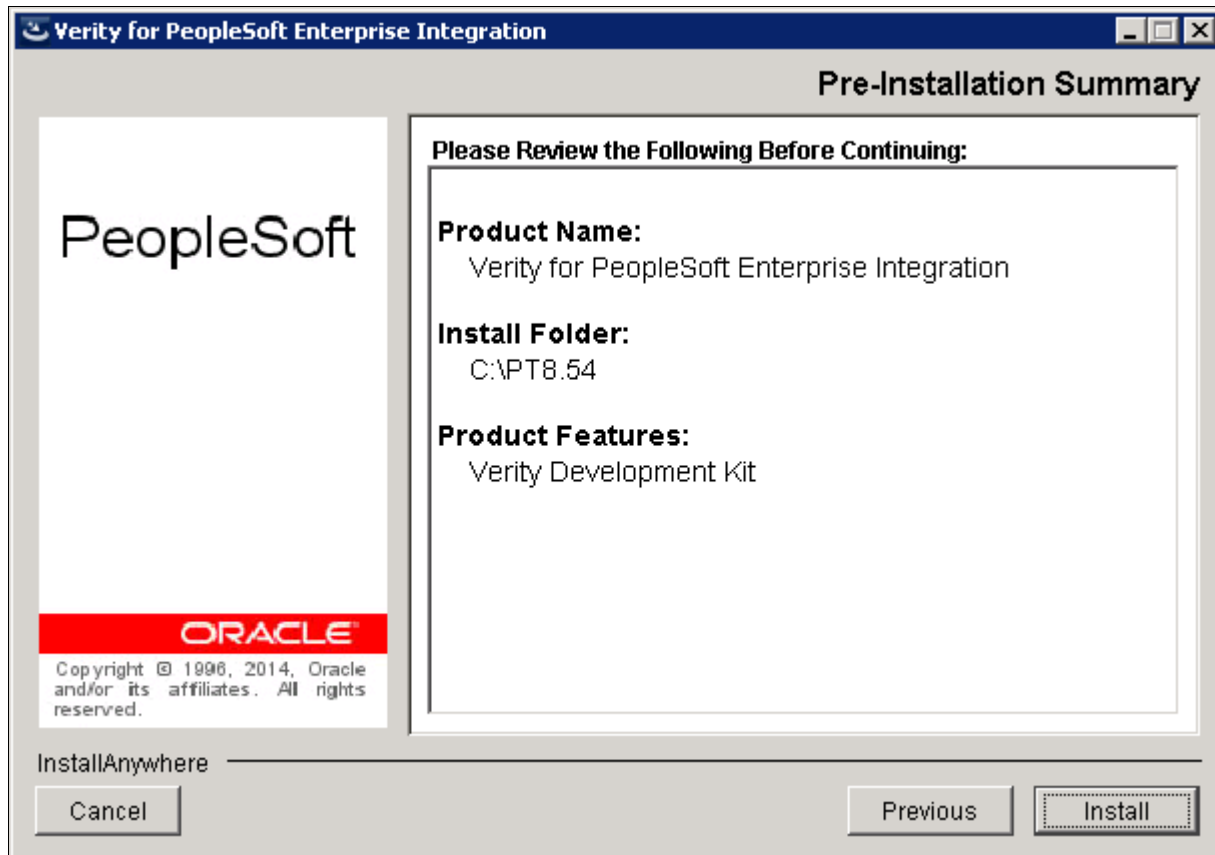 Verity for PeopleSoft Enterprise Integration
Pre-Installation Summary
PeopleSoft
ORACLE
Copyright © 1996, 2014, Oracle
and/or its affiliates. All rights
reserved.
Please Review the Following Before Continuing:
Product Name:
Verity for PeopleSoft Enterprise Integration
Install Folder:
C:\PT8.54
Product Features:
Verity Development Kit
InstallAnywhere
Cancel
Previous
Install